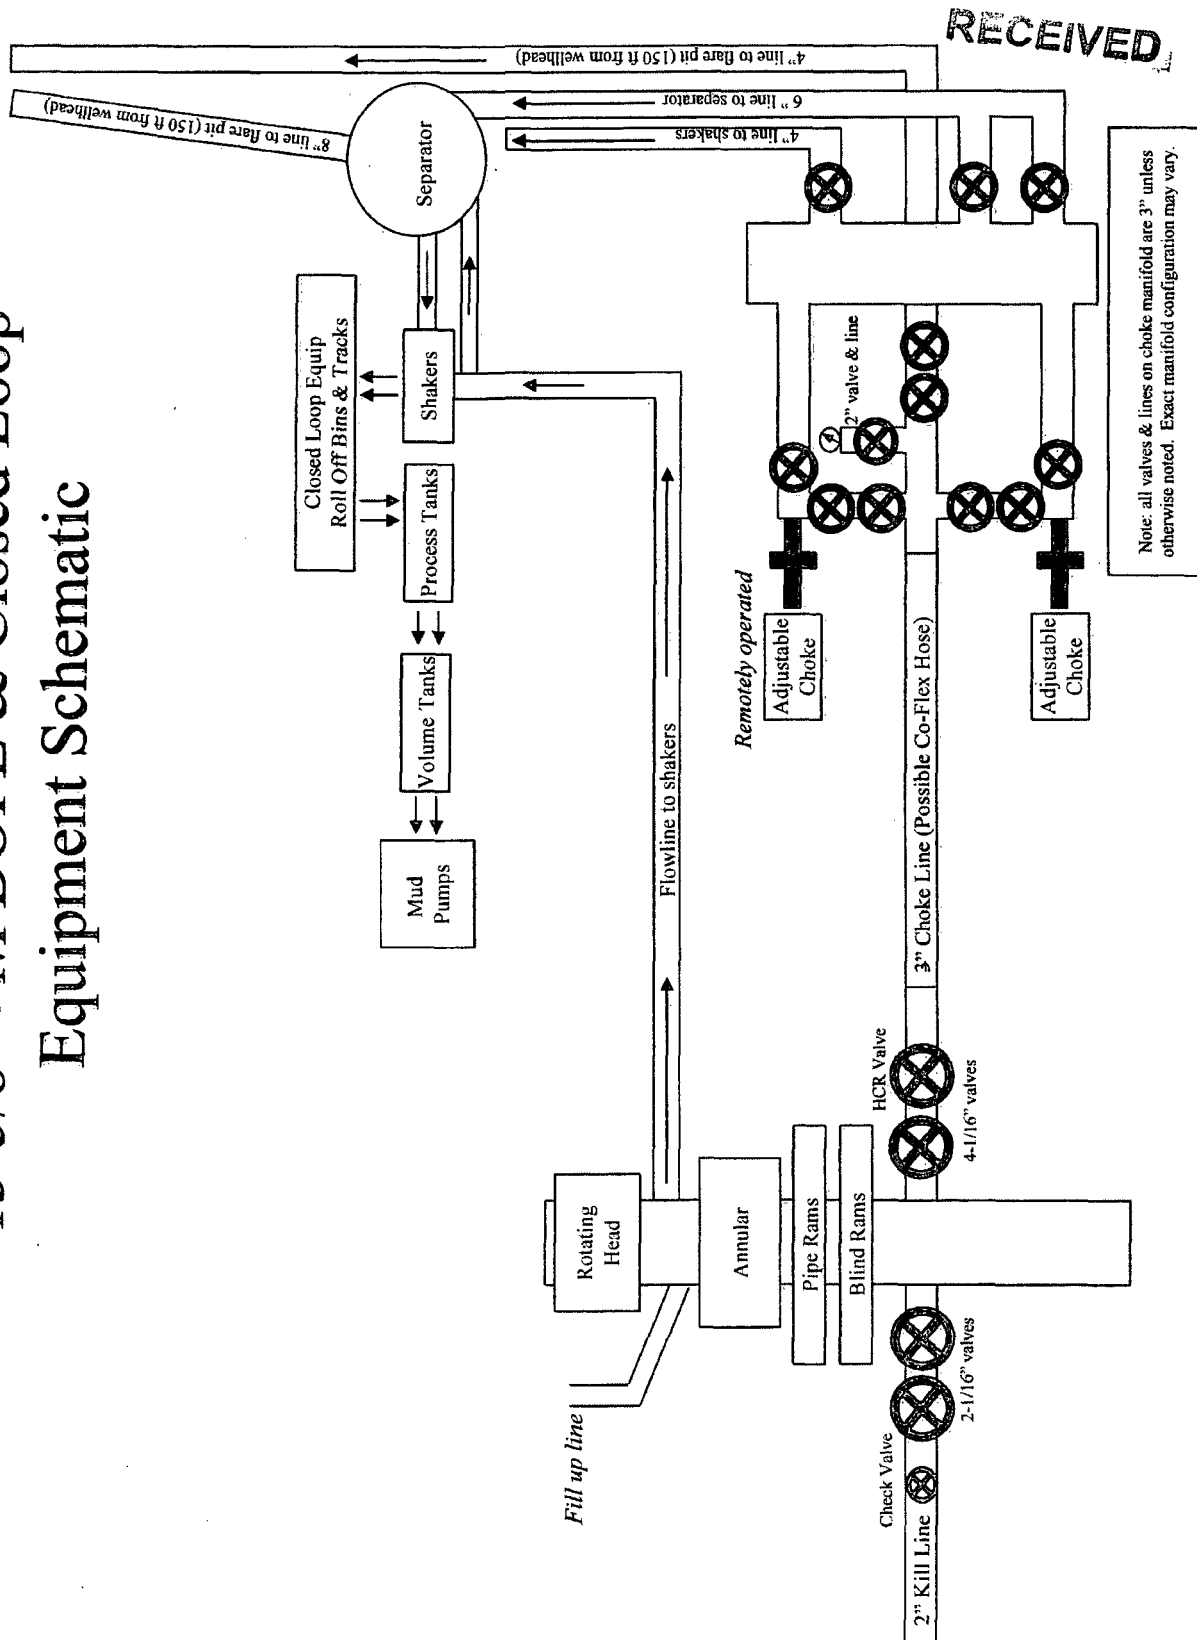 & Closed Loop
Equipment Schematic
RECEIVED
4" line to flare pit (150 ft from wellhead)
8" line to flare pit (150 ft from wellhead)
6" line to separator
4" line to shakers
Separator
Closed Loop Equip
Roll Off Bins & Tracks
Shakers
Process Tanks
Volume Tanks
Mud
Pumps
Fill up line
Rotating
Head
Flowline to shakers
Annular
Pipe Rams
Blind Rams
2" Kill Line
Check Valve
2-1/16" valves
HCR Valve
4-1/16" valves
3" Choke Line (Possible Co-Flex Hose)
2" valve & line
Remotely operated
Adjustable
Choke
Adjustable
Choke
Note: all valves & lines on choke manifold are 3" unless
otherwise noted. Exact manifold configuration may vary.